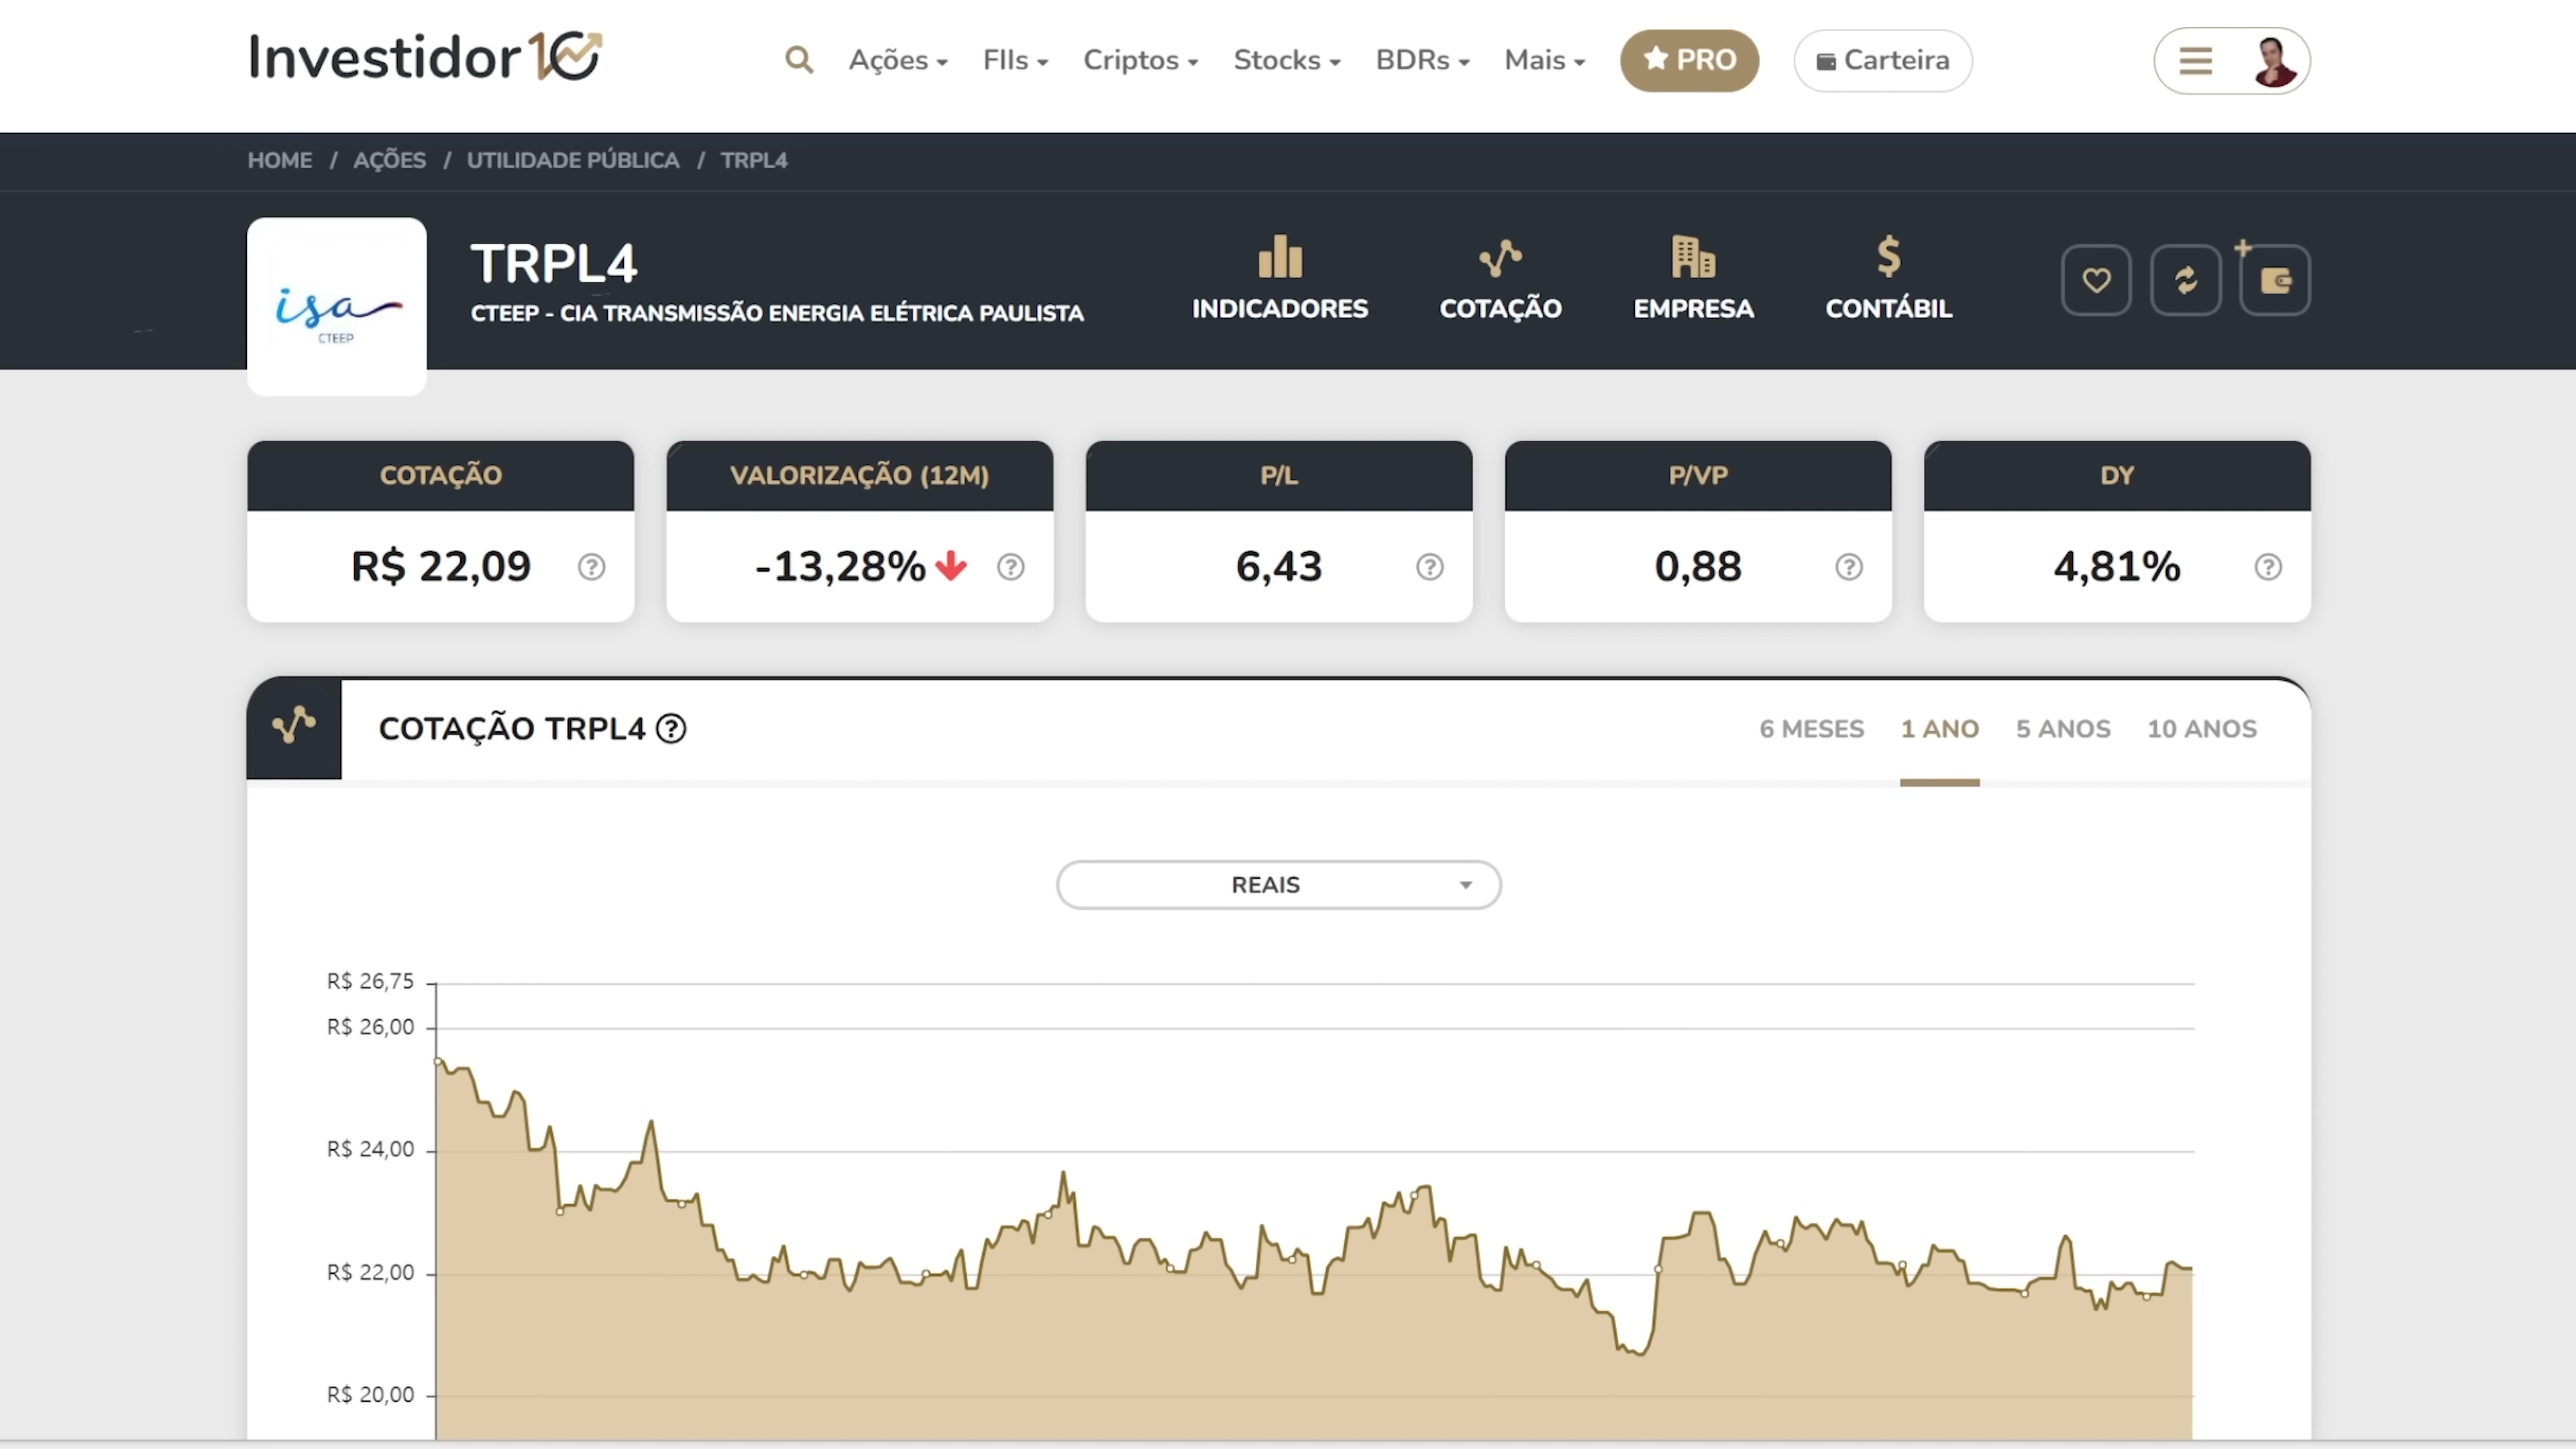 Investidor10
Ações
FIIs
Criptos
Stocks
BDRs
Mais
PRO
Carteira
HOME / AÇÕES / UTILIDADE PÚBLICA / TRPL4
isa
CTEEP
TRPL4
CTEEP - CIA TRANSMISSÃO ENERGIA ELÉTRICA PAULISTA
INDICADORES
COTAÇÃO
EMPRESA
CONTÁBIL
COTAÇÃO
R$ 22,09
VALORIZAÇÃO (12M)
-13,28%
P/L
6,43
P/VP
0,88
DY
4,81%
COTAÇÃO TRPL4
6 MESES
1 ANO
5 ANOS
10 ANOS
REAIS
R$ 26,75
R$ 26,00
R$ 24,00
R$ 22,00
R$ 20,00